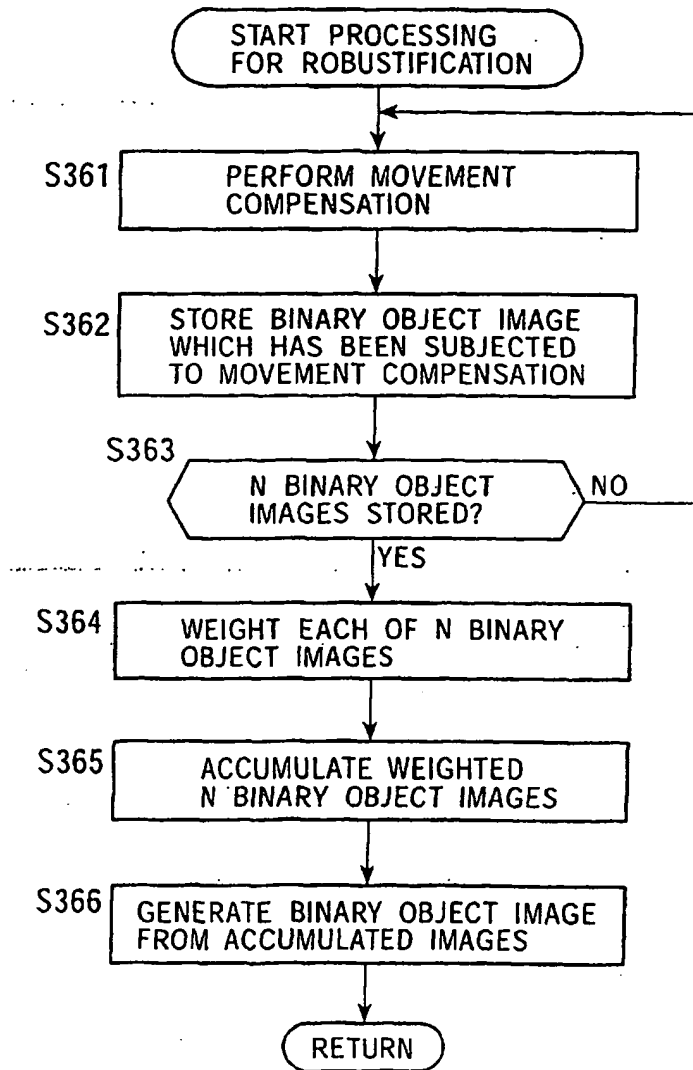 START PROCESSING
FOR ROBUSTIFICATION
S361
PERFORM MOVEMENT
COMPENSATION
S362
STORE BINARY OBJECT IMAGE
WHICH HAS BEEN SUBJECTED
TO MOVEMENT COMPENSATION
S363
N BINARY OBJECT
IMAGES STORED?
NO
YES
S364
WEIGHT EACH OF N BINARY
OBJECT IMAGES
S365
ACCUMULATE WEIGHTED
N BINARY OBJECT IMAGES
S366
GENERATE BINARY OBJECT IMAGE
FROM ACCUMULATED IMAGES
RETURN